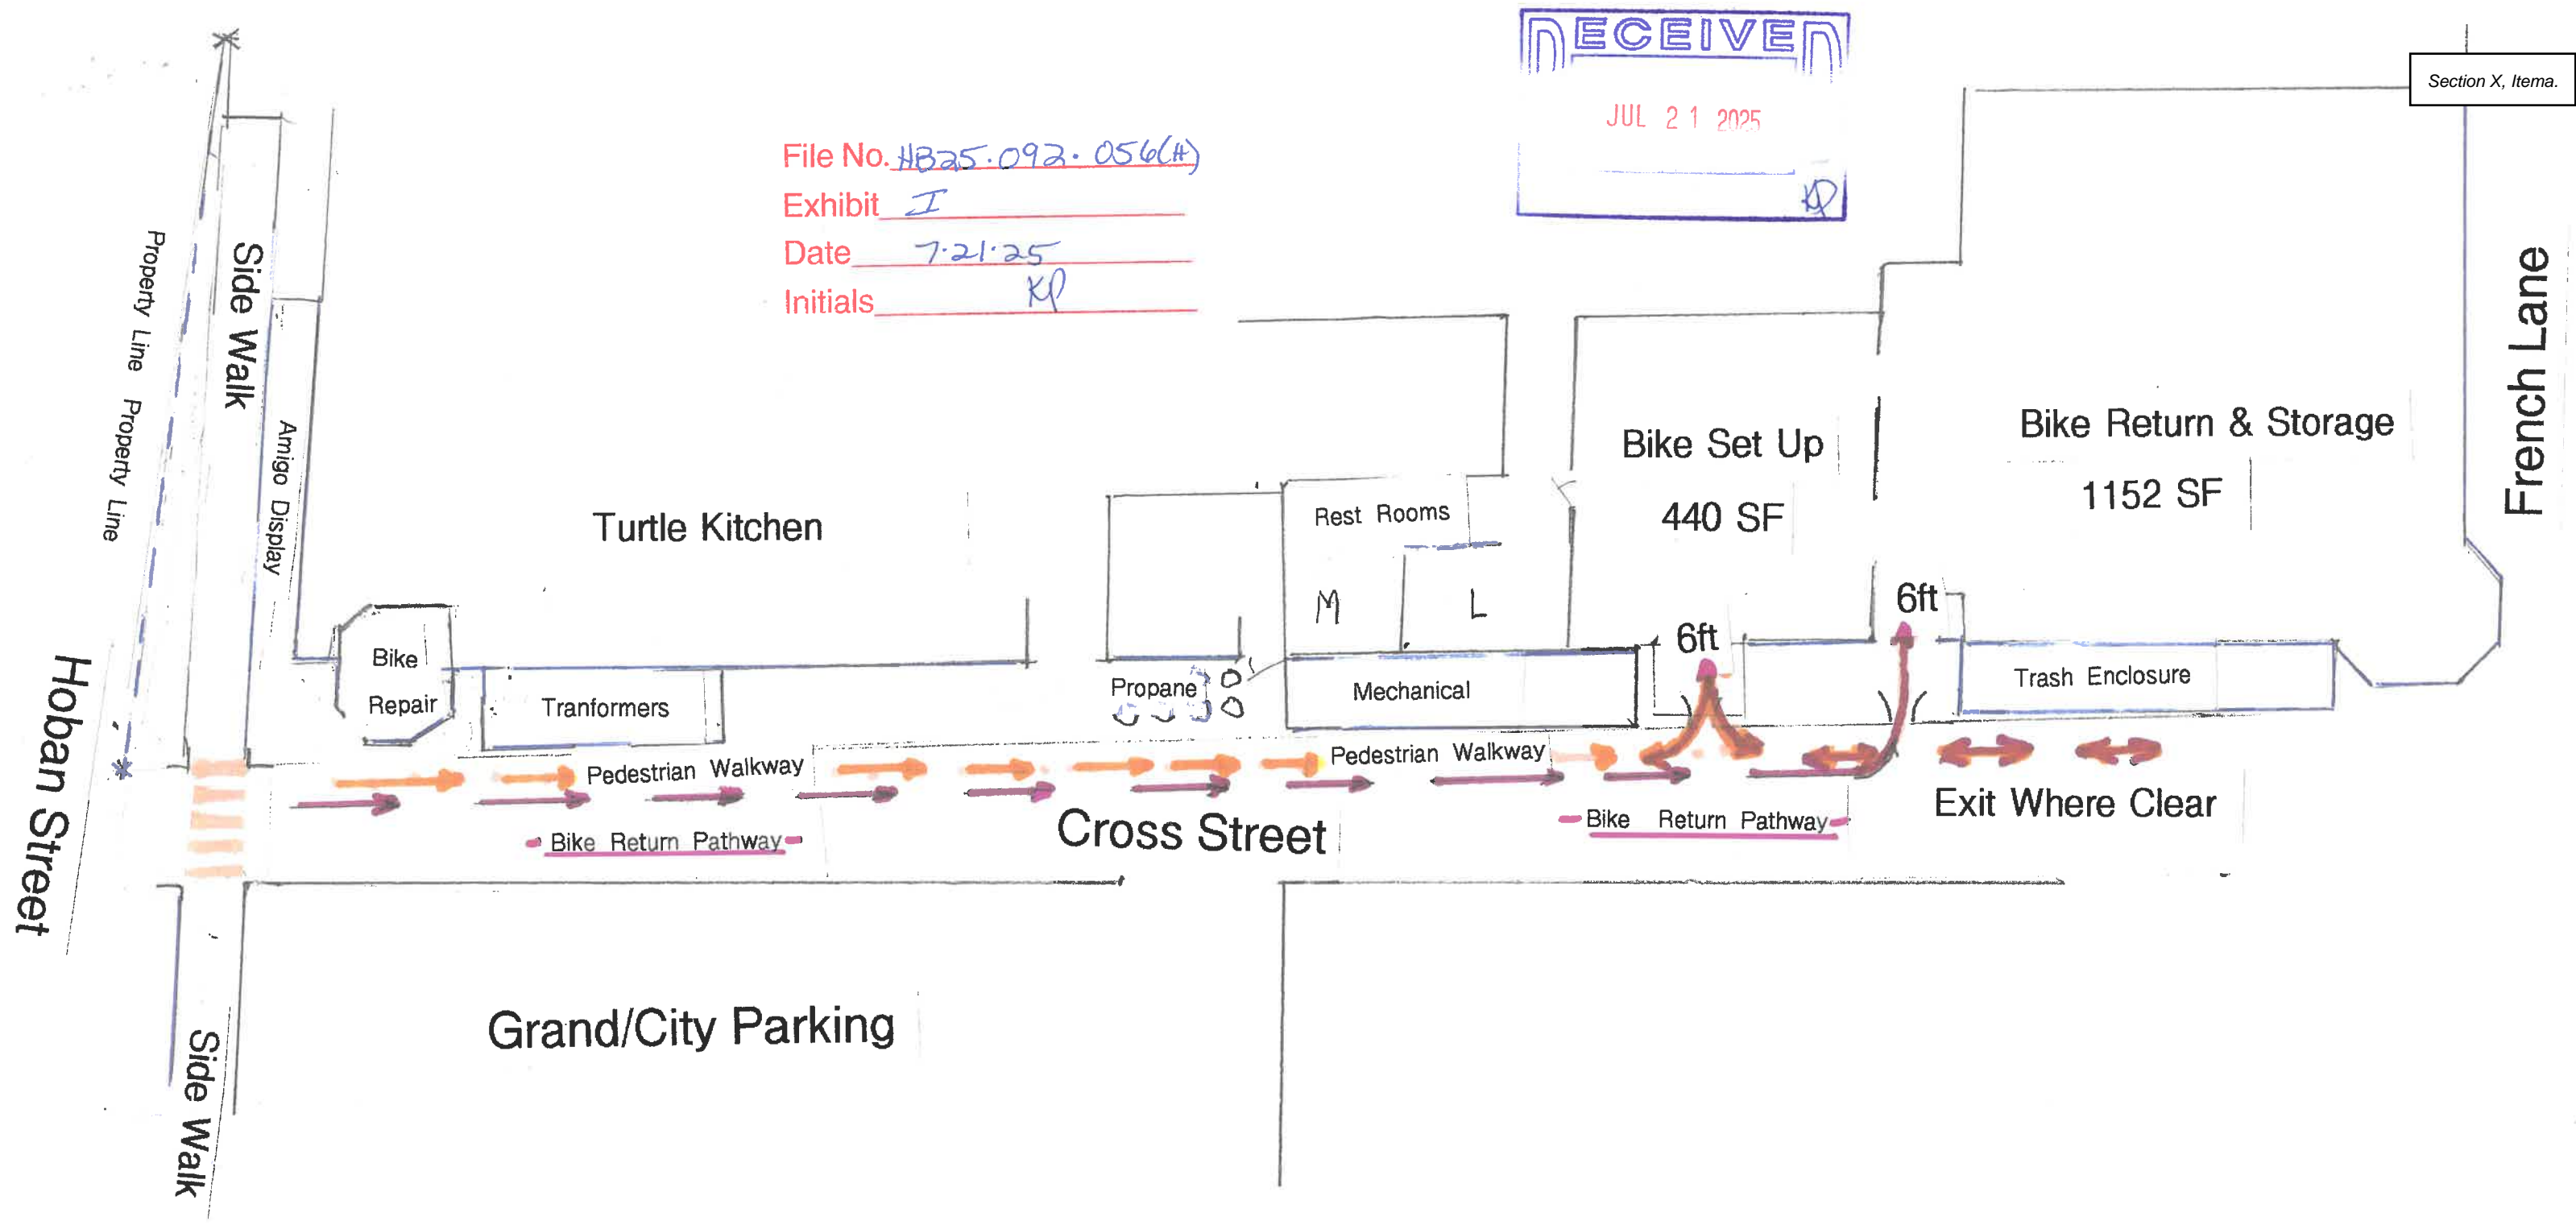 RECEIVED
JUL 21 2025
KP
Section X, Itema.
File No. HB25.092.056(H)
Exhibit I
Date 7.21.25
Initials KP
Property Line Property Line
Side Walk
Amigo Display
Hoban Street
Turtle Kitchen
Bike
Repair
Tranformers
Propane
Rest Rooms
M
L
Mechanical
Bike Set Up
440 SF
6ft
Bike Return & Storage
1152 SF
6ft
Trash Enclosure
French Lane
Pedestrian Walkway
Pedestrian Walkway
Bike Return Pathway
Cross Street
Bike Return Pathway
Exit Where Clear
Grand/City Parking
Side Walk